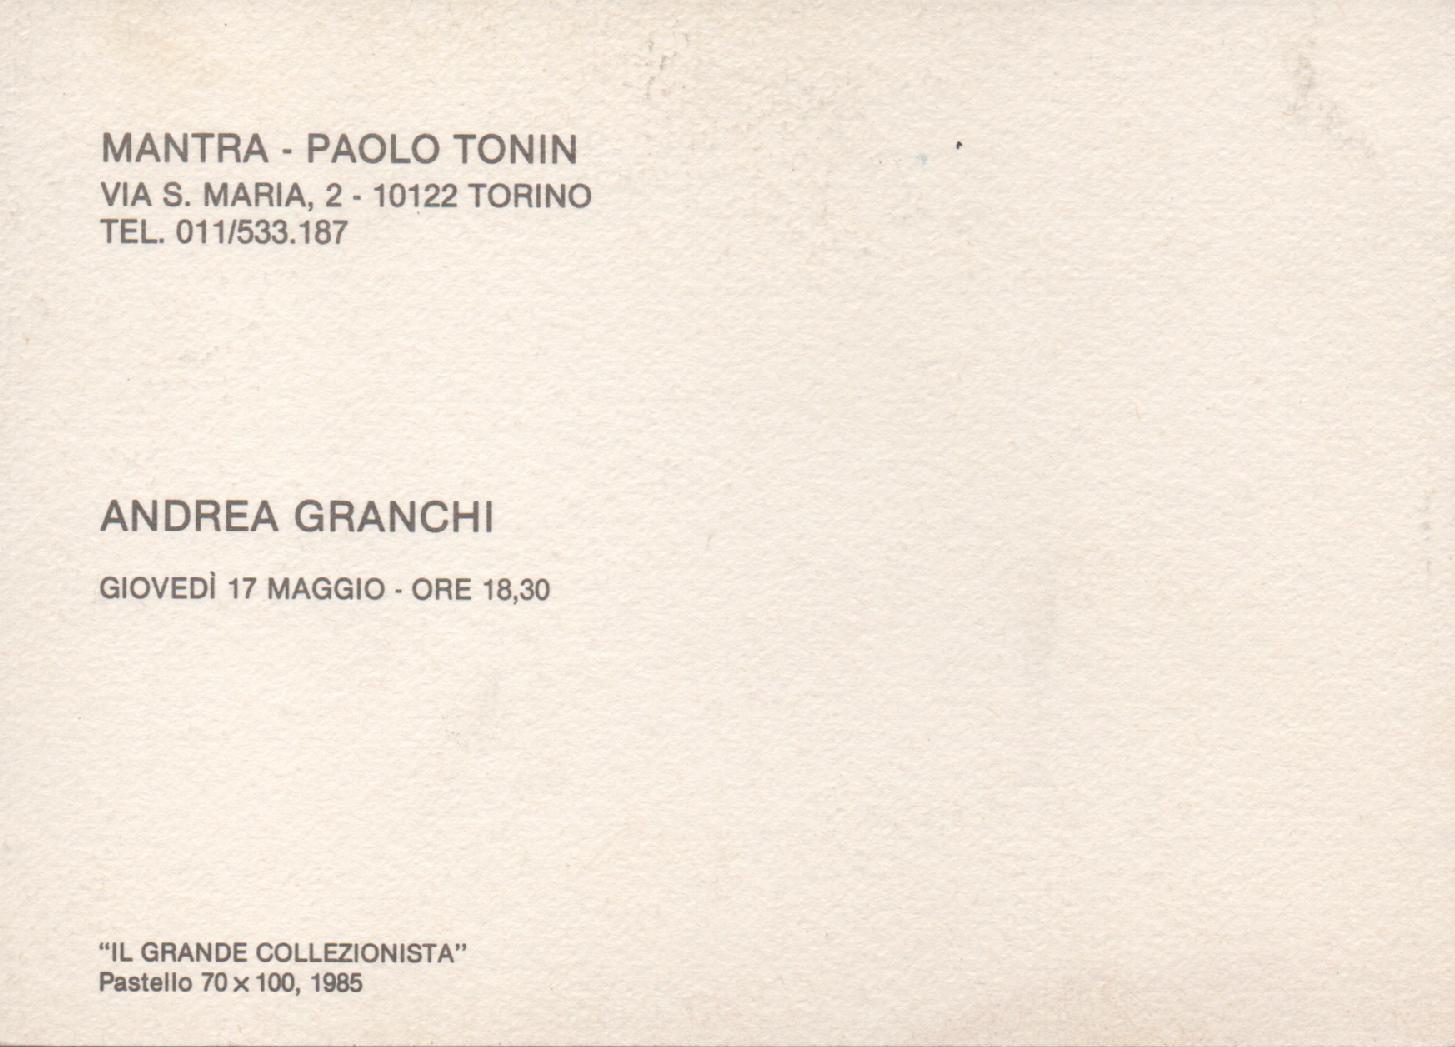 MANTRA - PAOLO TONIN
VIA S. MARIA, 2 - 10122 TORINO
TEL. 011/533.187
ANDREA GRANCHI
GIOVEDÌ 17 MAGGIO - ORE 18,30
“IL GRANDE COLLEZIONISTA”
Pastello 70 × 100, 1985